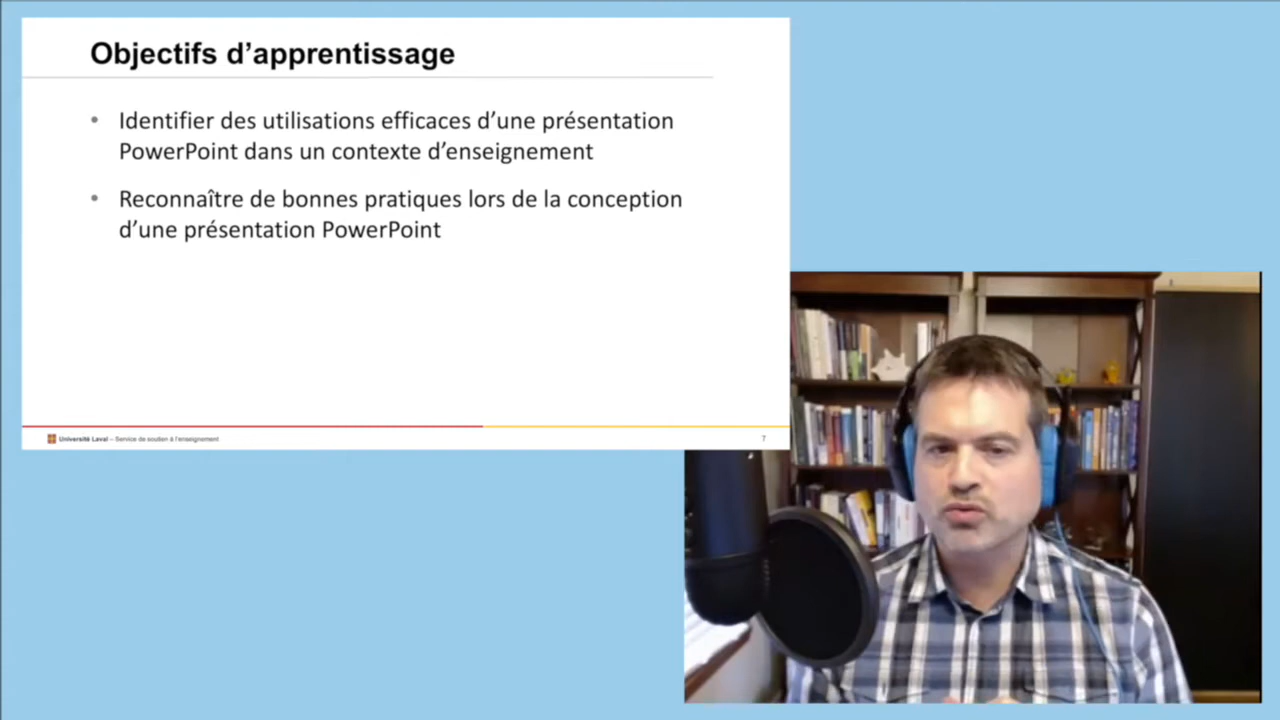 Objectifs d’apprentissage
• Identifier des utilisations efficaces d’une présentation
PowerPoint dans un contexte d’enseignement
• Reconnaître de bonnes pratiques lors de la conception
d’une présentation PowerPoint
Université Laval – Service de soutien à l'enseignement
7